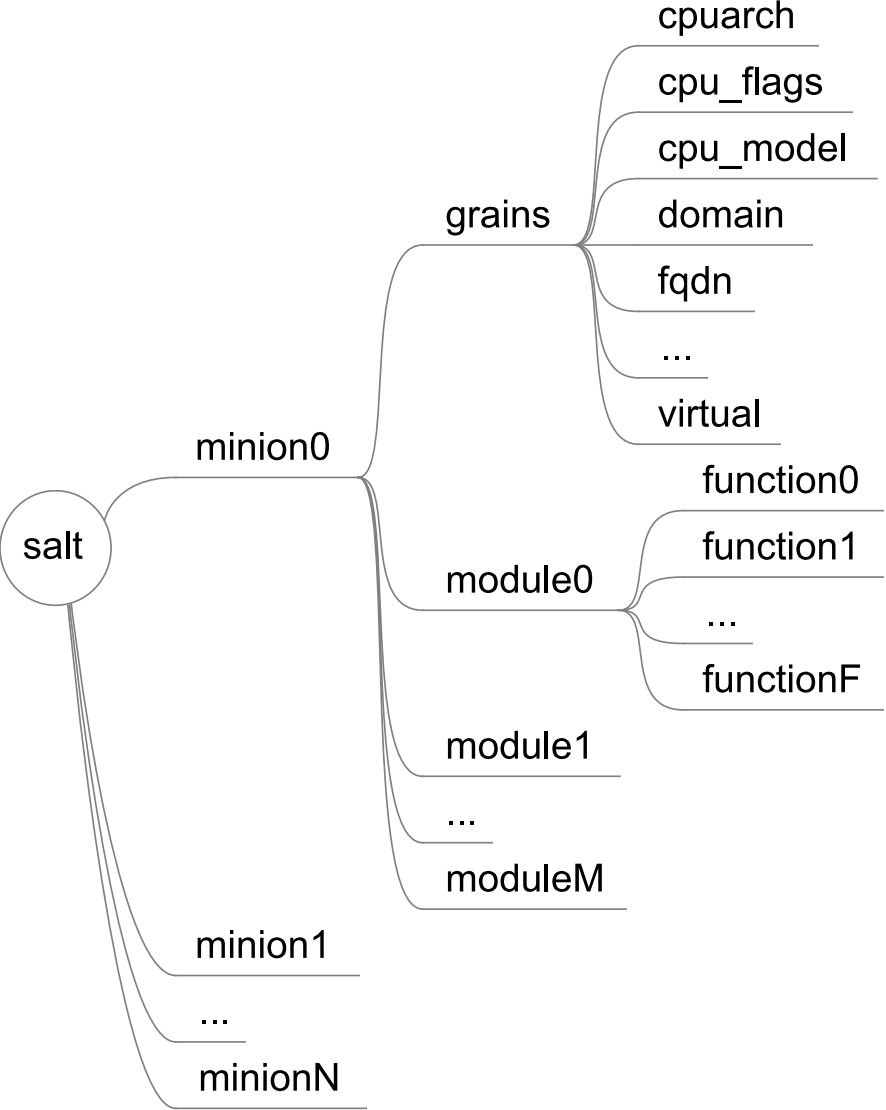 cpuarch
cpu_flags
cpu_model
grains
domain
fqdn
...
virtual
minion0
function0
salt
function1
module0
...
functionF
module1
...
moduleM
minion1
...
minionN